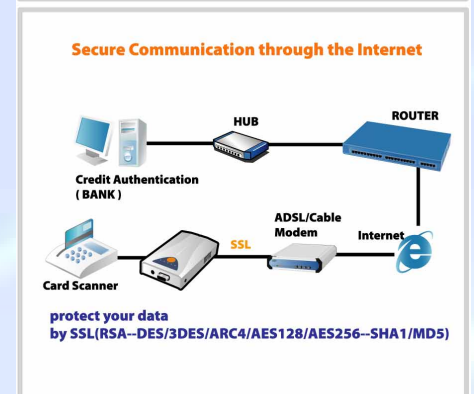 Secure Communication through the Internet
HUB
ROUTER
Credit Authentication
( BANK )
ADSL/Cable
Modem
Internet
SSL
Card Scanner
protect your data
by SSL(RSA--DES/3DES/ARC4/AES128/AES256--SHA1/MD5)